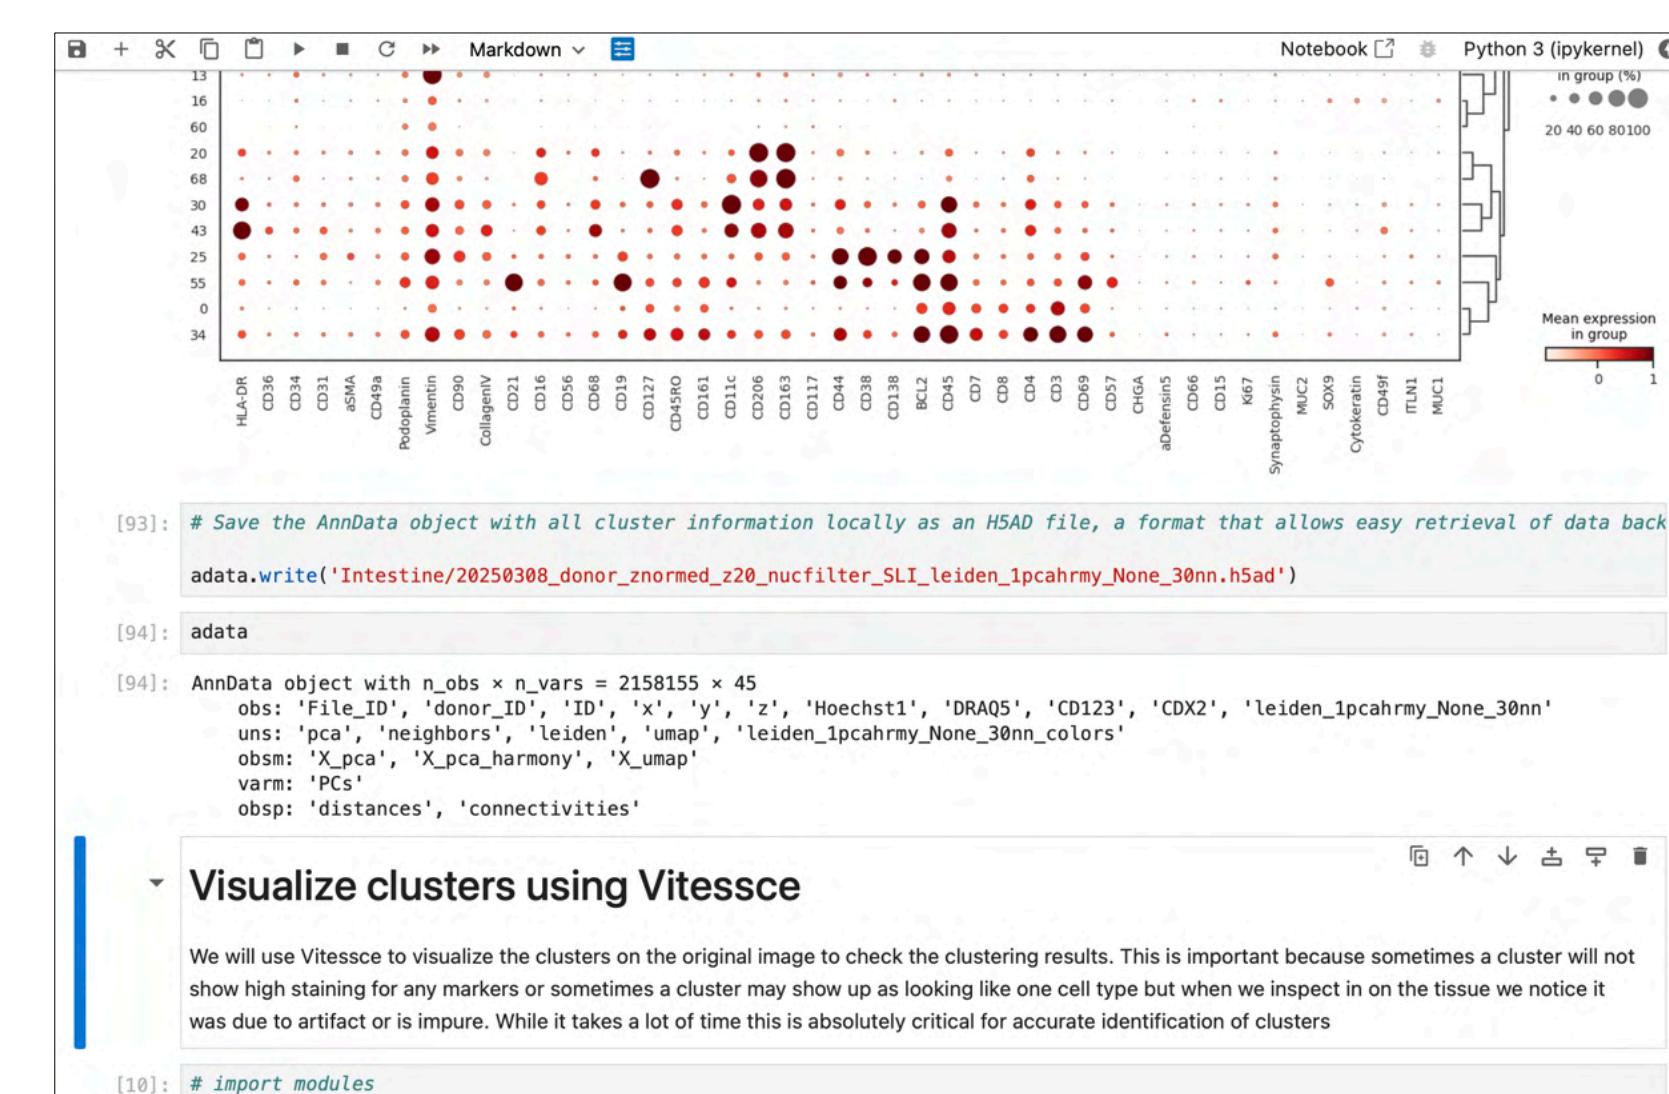 Markdown Notebook Python 3 (ipykernel)
13
in group (%)
16
60
20 40 60 80100
20
68
30
43
25
55
0
34
Mean expression
in group
0 1
HLA-DR CD36 CD34 CD31 aSMA CD49a Podoplanin Vimentin CD90 CollagenIV CD21 CD16 CD56 CD68 CD19 CD127 CD45RO CD161 CD11c CD206 CD163 CD117 CD44 CD38 CD138 BCL2 CD45 CD7 CD8 CD4 CD3 CD69 CD57 CHGA aDefensin5 CD66 CD15 Ki67 Synaptophysin MUC2 SOX9 Cytokeratin CD49f ITLN1 MUC1
[93]: # Save the AnnData object with all cluster information locally as an H5AD file, a format that allows easy retrieval of data back
adata.write('Intestine/20250308_donor_znormed_z20_nucfilter_SLI_leiden_1pcahrmy_None_30nn.h5ad')
[94]: adata
[94]: AnnData object with n_obs × n_vars = 2158155 × 45
obs: 'File_ID', 'donor_ID', 'ID', 'x', 'y', 'z', 'Hoechst1', 'DRAQ5', 'CD123', 'CDX2', 'leiden_1pcahrmy_None_30nn'
uns: 'pca', 'neighbors', 'leiden', 'umap', 'leiden_1pcahrmy_None_30nn_colors'
obsm: 'X_pca', 'X_pca_harmony', 'X_umap'
varm: 'PCs'
obsp: 'distances', 'connectivities'
Visualize clusters using Vitessce
We will use Vitessce to visualize the clusters on the original image to check the clustering results. This is important because sometimes a cluster will not
show high staining for any markers or sometimes a cluster may show up as looking like one cell type but when we inspect in on the tissue we notice it
was due to artifact or is impure. While it takes a lot of time this is absolutely critical for accurate identification of clusters
[10]: # import modules